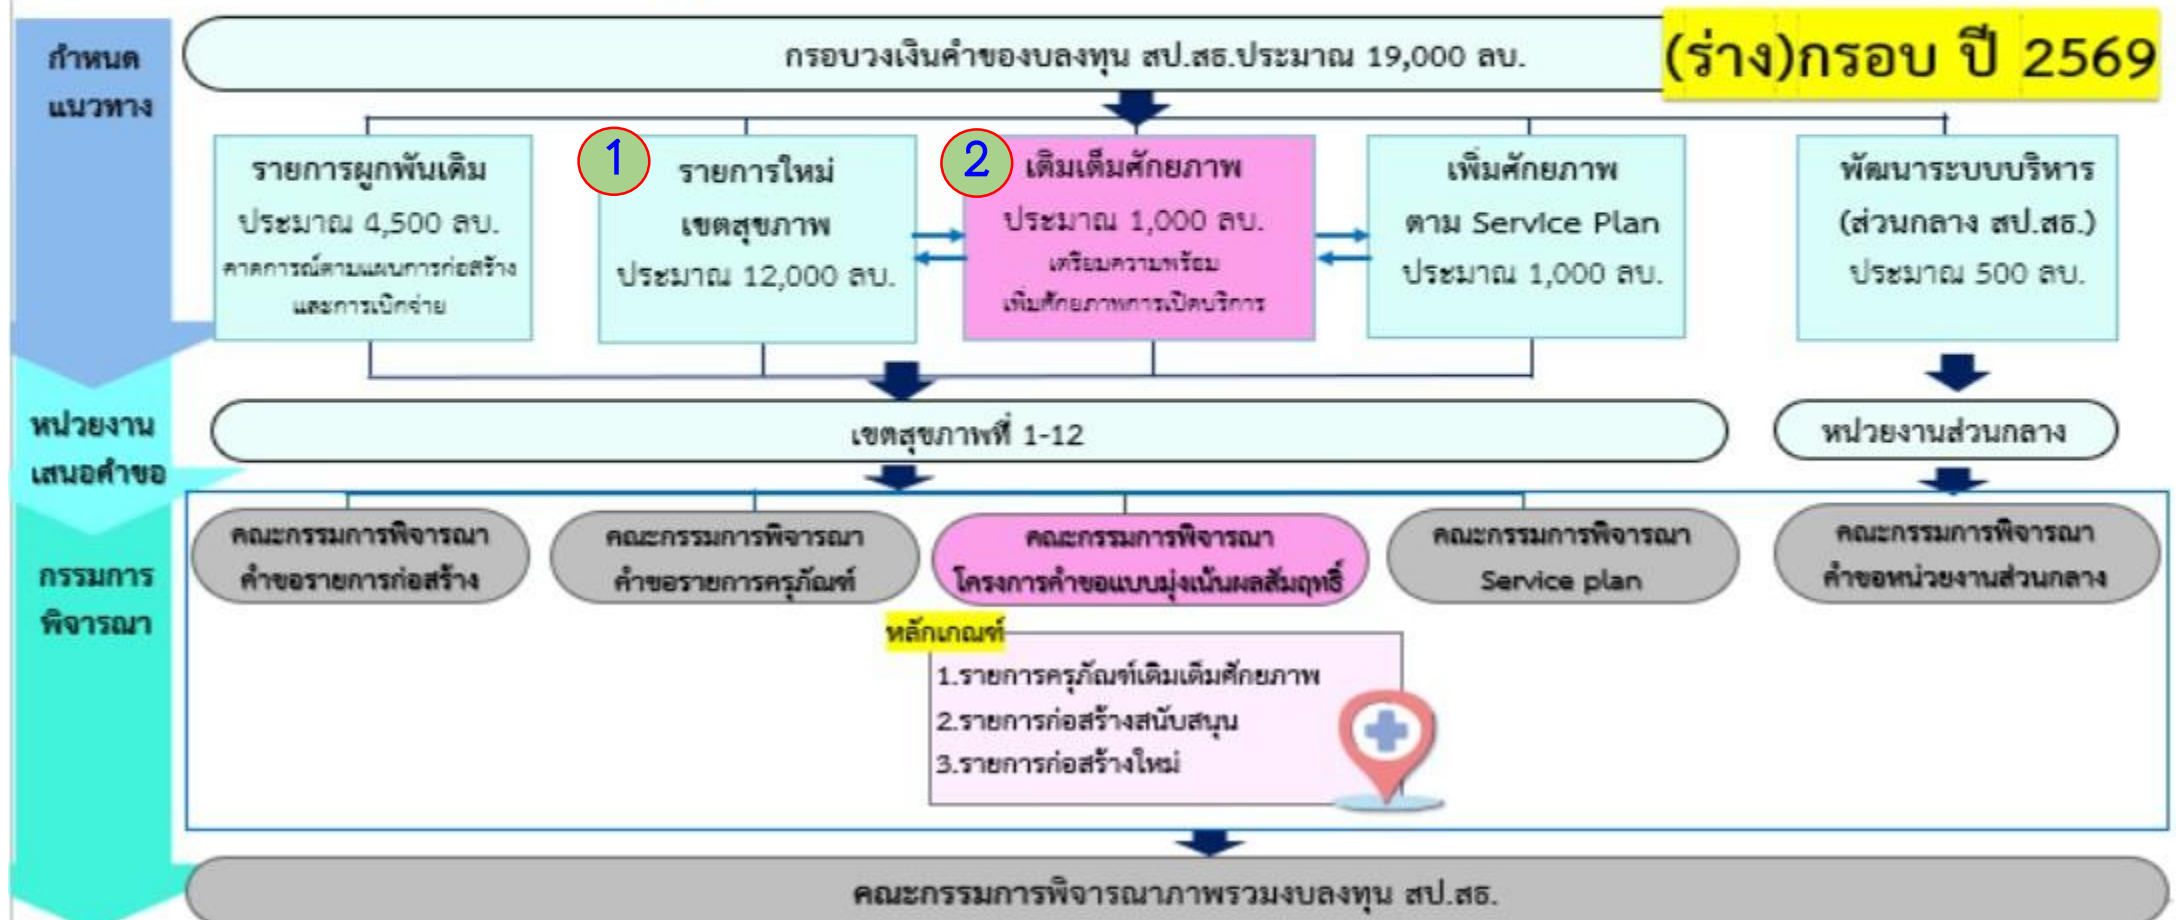 กำหนด
แนวทาง
กรอบวงเงินคำของบลงทุน สป.สธ.ประมาณ 19,000 ลบ.
(ร่าง)กรอบ ปี 2569
รายการผูกพันเดิม
ประมาณ 4,500 ลบ.
คาดการณ์ตามแผนการก่อสร้าง
และการเบิกจ่าย
1
รายการใหม่
เขตสุขภาพ
ประมาณ 12,000 ลบ.
2
เติมเต็มศักยภาพ
ประมาณ 1,000 ลบ.
เตรียมความพร้อม
เพิ่มศักยภาพการเปิดบริการ
เพิ่มศักยภาพ
ตาม Service Plan
ประมาณ 1,000 ลบ.
พัฒนาระบบบริหาร
(ส่วนกลาง สป.สธ.)
ประมาณ 500 ลบ.
หน่วยงาน
เสนอคำขอ
เขตสุขภาพที่ 1-12
หน่วยงานส่วนกลาง
กรรมการ
พิจารณา
คณะกรรมการพิจารณา
คำขอรายการก่อสร้าง
คณะกรรมการพิจารณา
คำขอรายการครุภัณฑ์
คณะกรรมการพิจารณา
โครงการคำขอแบบมุ่งเน้นผลสัมฤทธิ์
คณะกรรมการพิจารณา
Service plan
คณะกรรมการพิจารณา
คำขอหน่วยงานส่วนกลาง
หลักเกณฑ์
1.รายการครุภัณฑ์เติมเต็มศักยภาพ
2.รายการก่อสร้างสนับสนุน
3.รายการก่อสร้างใหม่
คณะกรรมการพิจารณาภาพรวมงบลงทุน สป.สธ.